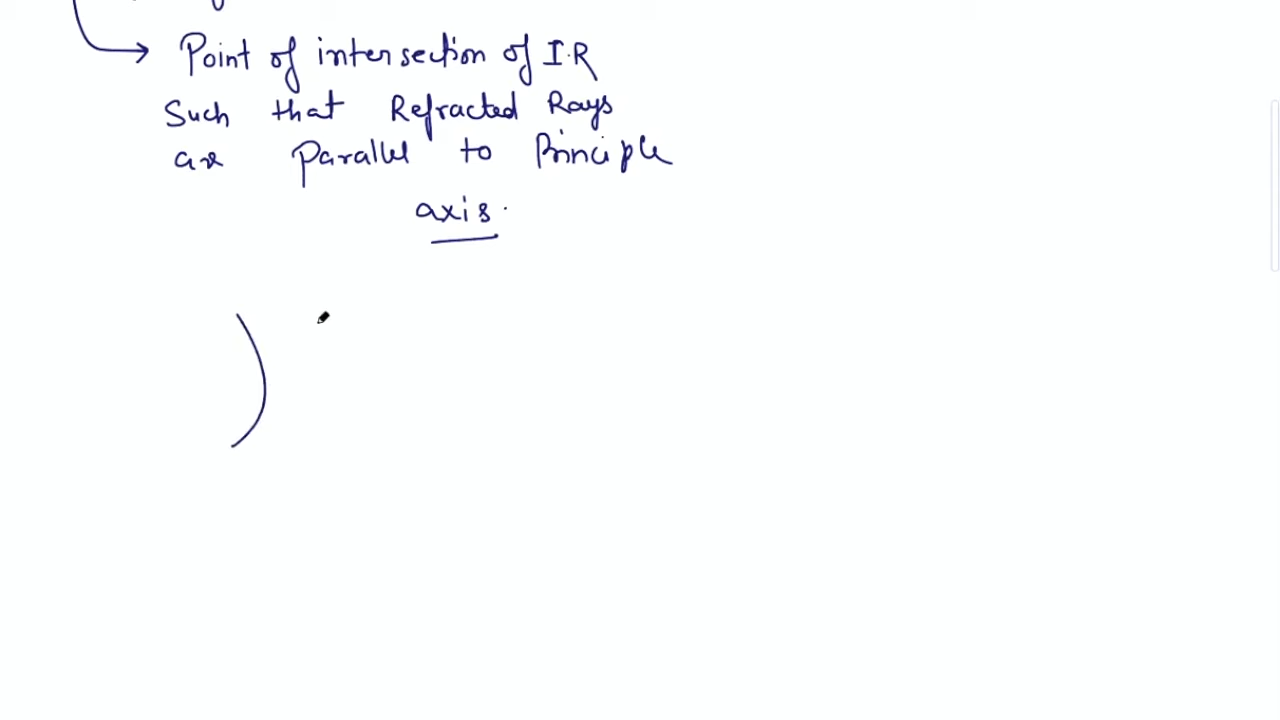 Point of intersection of I.R
Such that Refracted Rays
are Parallel to Principle
axis.